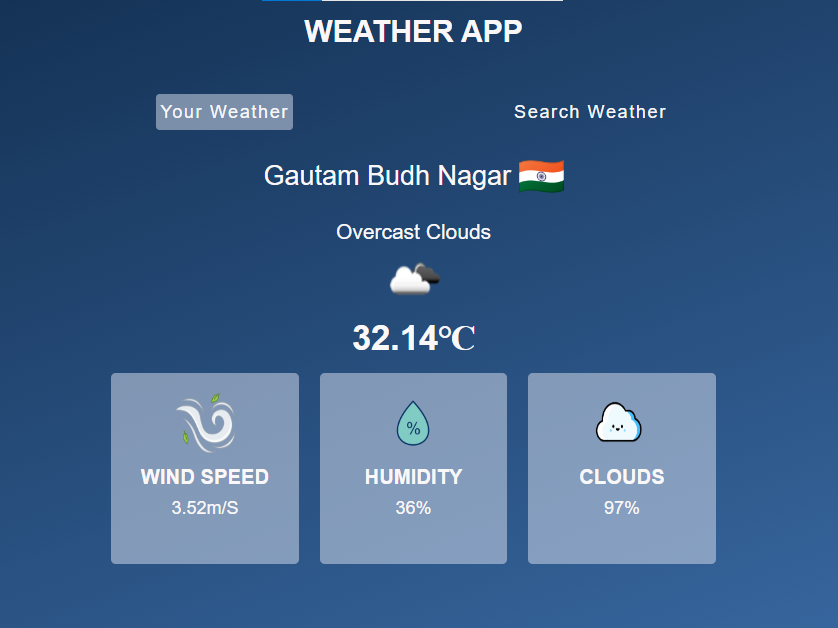 WEATHER APP
Your Weather
Search Weather
Gautam Budh Nagar
Overcast Clouds
32.14°C
%
WIND SPEED
HUMIDITY
CLOUDS
3.52m/S
36%
97%